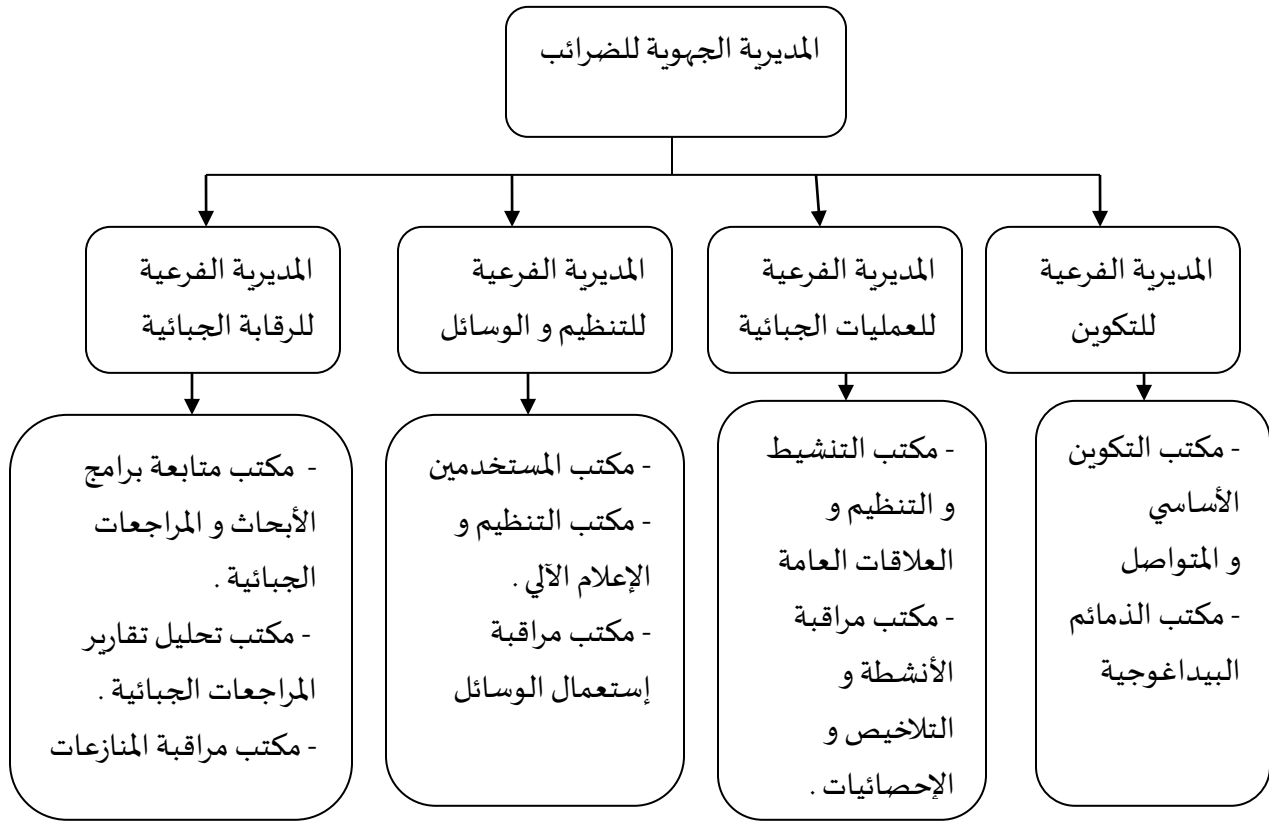 المديرية الجهوية للضرائب
المديرية الفرعية
للتكوين
المديرية الفرعية
للعمليات الجبائية
المديرية الفرعية
للتنظيم و الوسائل
المديرية الفرعية
للرقابة الجبائية
- مكتب التكوين
الأساسي
و المتواصل
- مكتب الذمائم
البيداغوجية
- مكتب التنشيط
و التنظيم و
العلاقات العامة
- مكتب مراقبة
الأنشطة و
التلاخيص و
الإحصائيات .
- مكتب المستخدمين
- مكتب التنظيم و
الإعلام الآلي .
- مكتب مراقبة
إستعمال الوسائل
- مكتب متابعة برامج
الأبحاث و المراجعات
الجبائية .
- مكتب تحليل تقارير
المراجعات الجبائية .
- مكتب مراقبة المنازعات